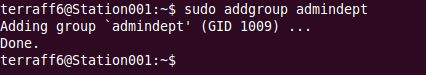 terraff6@Station001:~$ sudo addgroup admindept
Adding group `admindept' (GID 1009) ...
Done.
terraff6@Station001:~$